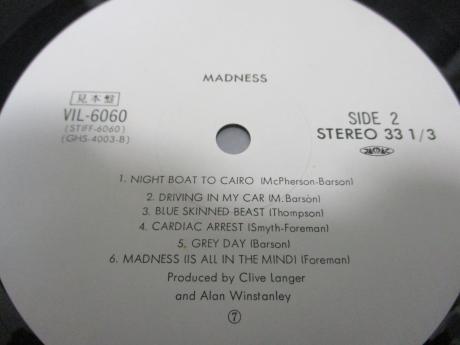 MADNESS
見本盤
VIL-6060
(STIFF-6060)
(GHS-4003-B)
SIDE 2
STEREO 33 1/3
1. NIGHT BOAT TO CAIRO (McPherson-Barson)
2. DRIVING IN MY CAR (M. Barson)
3. BLUE SKINNED BEAST (Thompson)
4. CARDIAC ARREST (Smyth-Foreman)
5. GREY DAY (Barson)
6. MADNESS (IS ALL IN THE MIND) (Foreman)
Produced by Clive Langer
and Alan Winstanley
⑦